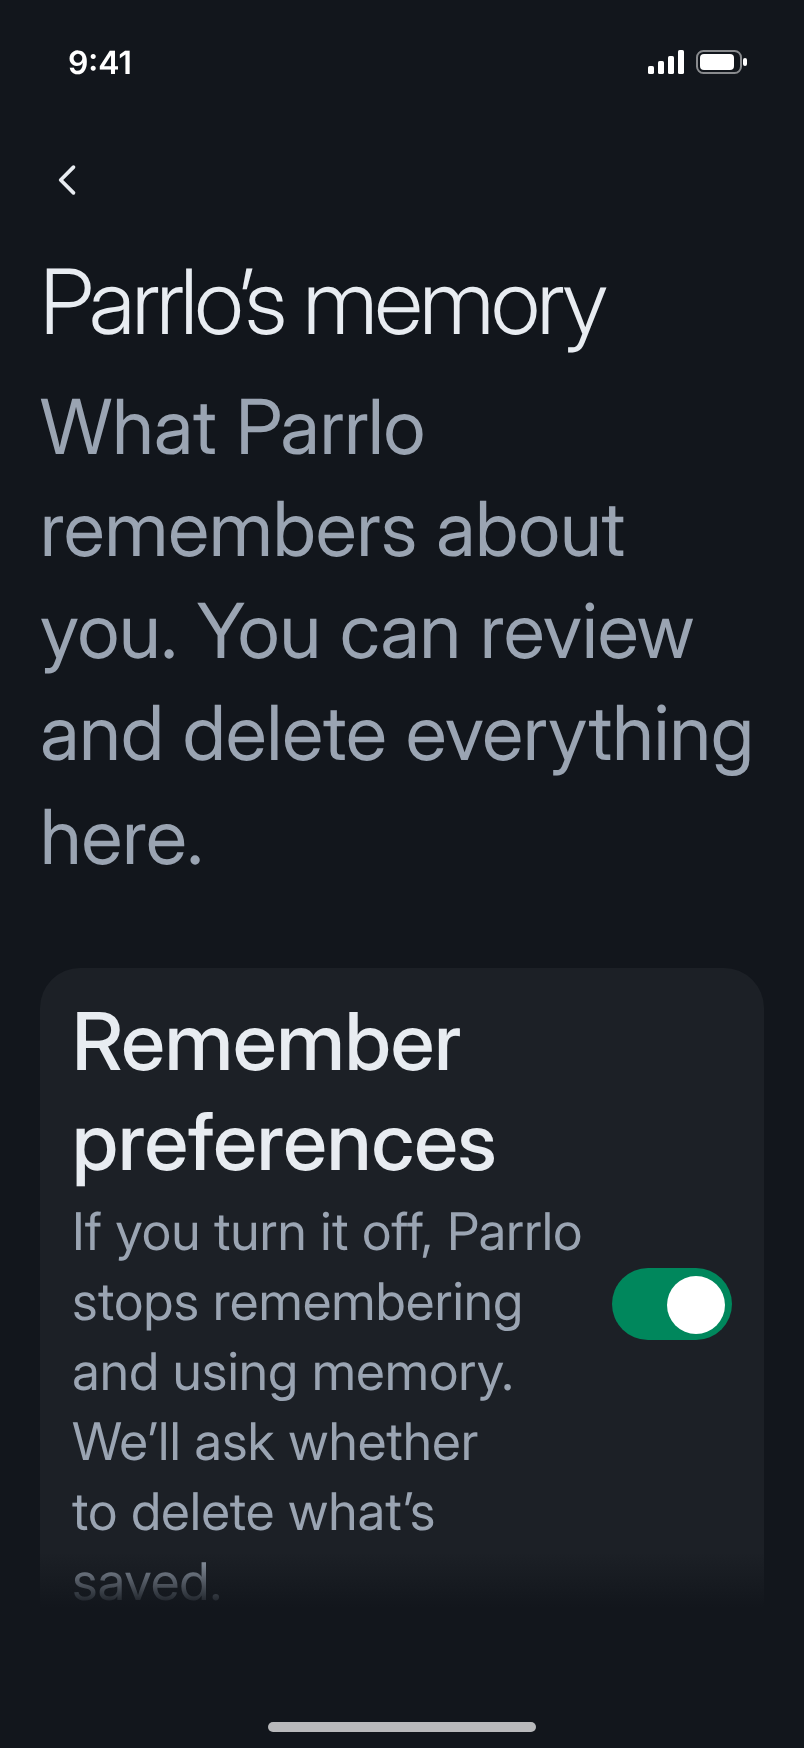 9:41
Parrlo’s memory
What Parrlo
remembers about
you. You can review
and delete everything
here.
Remember
preferences
If you turn it off, Parrlo
stops remembering
and using memory.
We’ll ask whether
to delete what’s
saved.